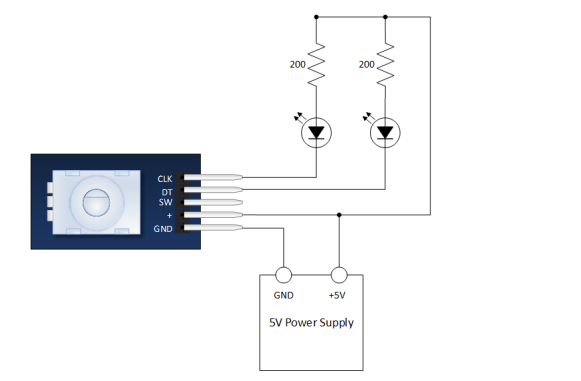 200
200
CLK
DT
SW
+
GND
GND
+5V
5V Power Supply